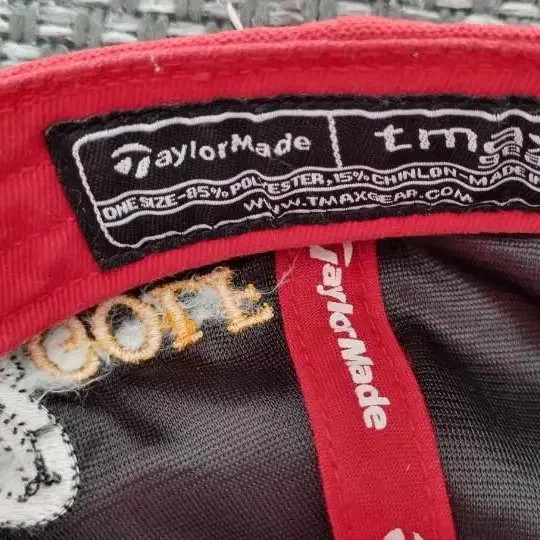 TaylorMade | tmax
gear
ONE SIZE-85% POLYESTER, 15% CHINLON-MADE IN
WWW.TMAXGEAR.COM
TaylorMade